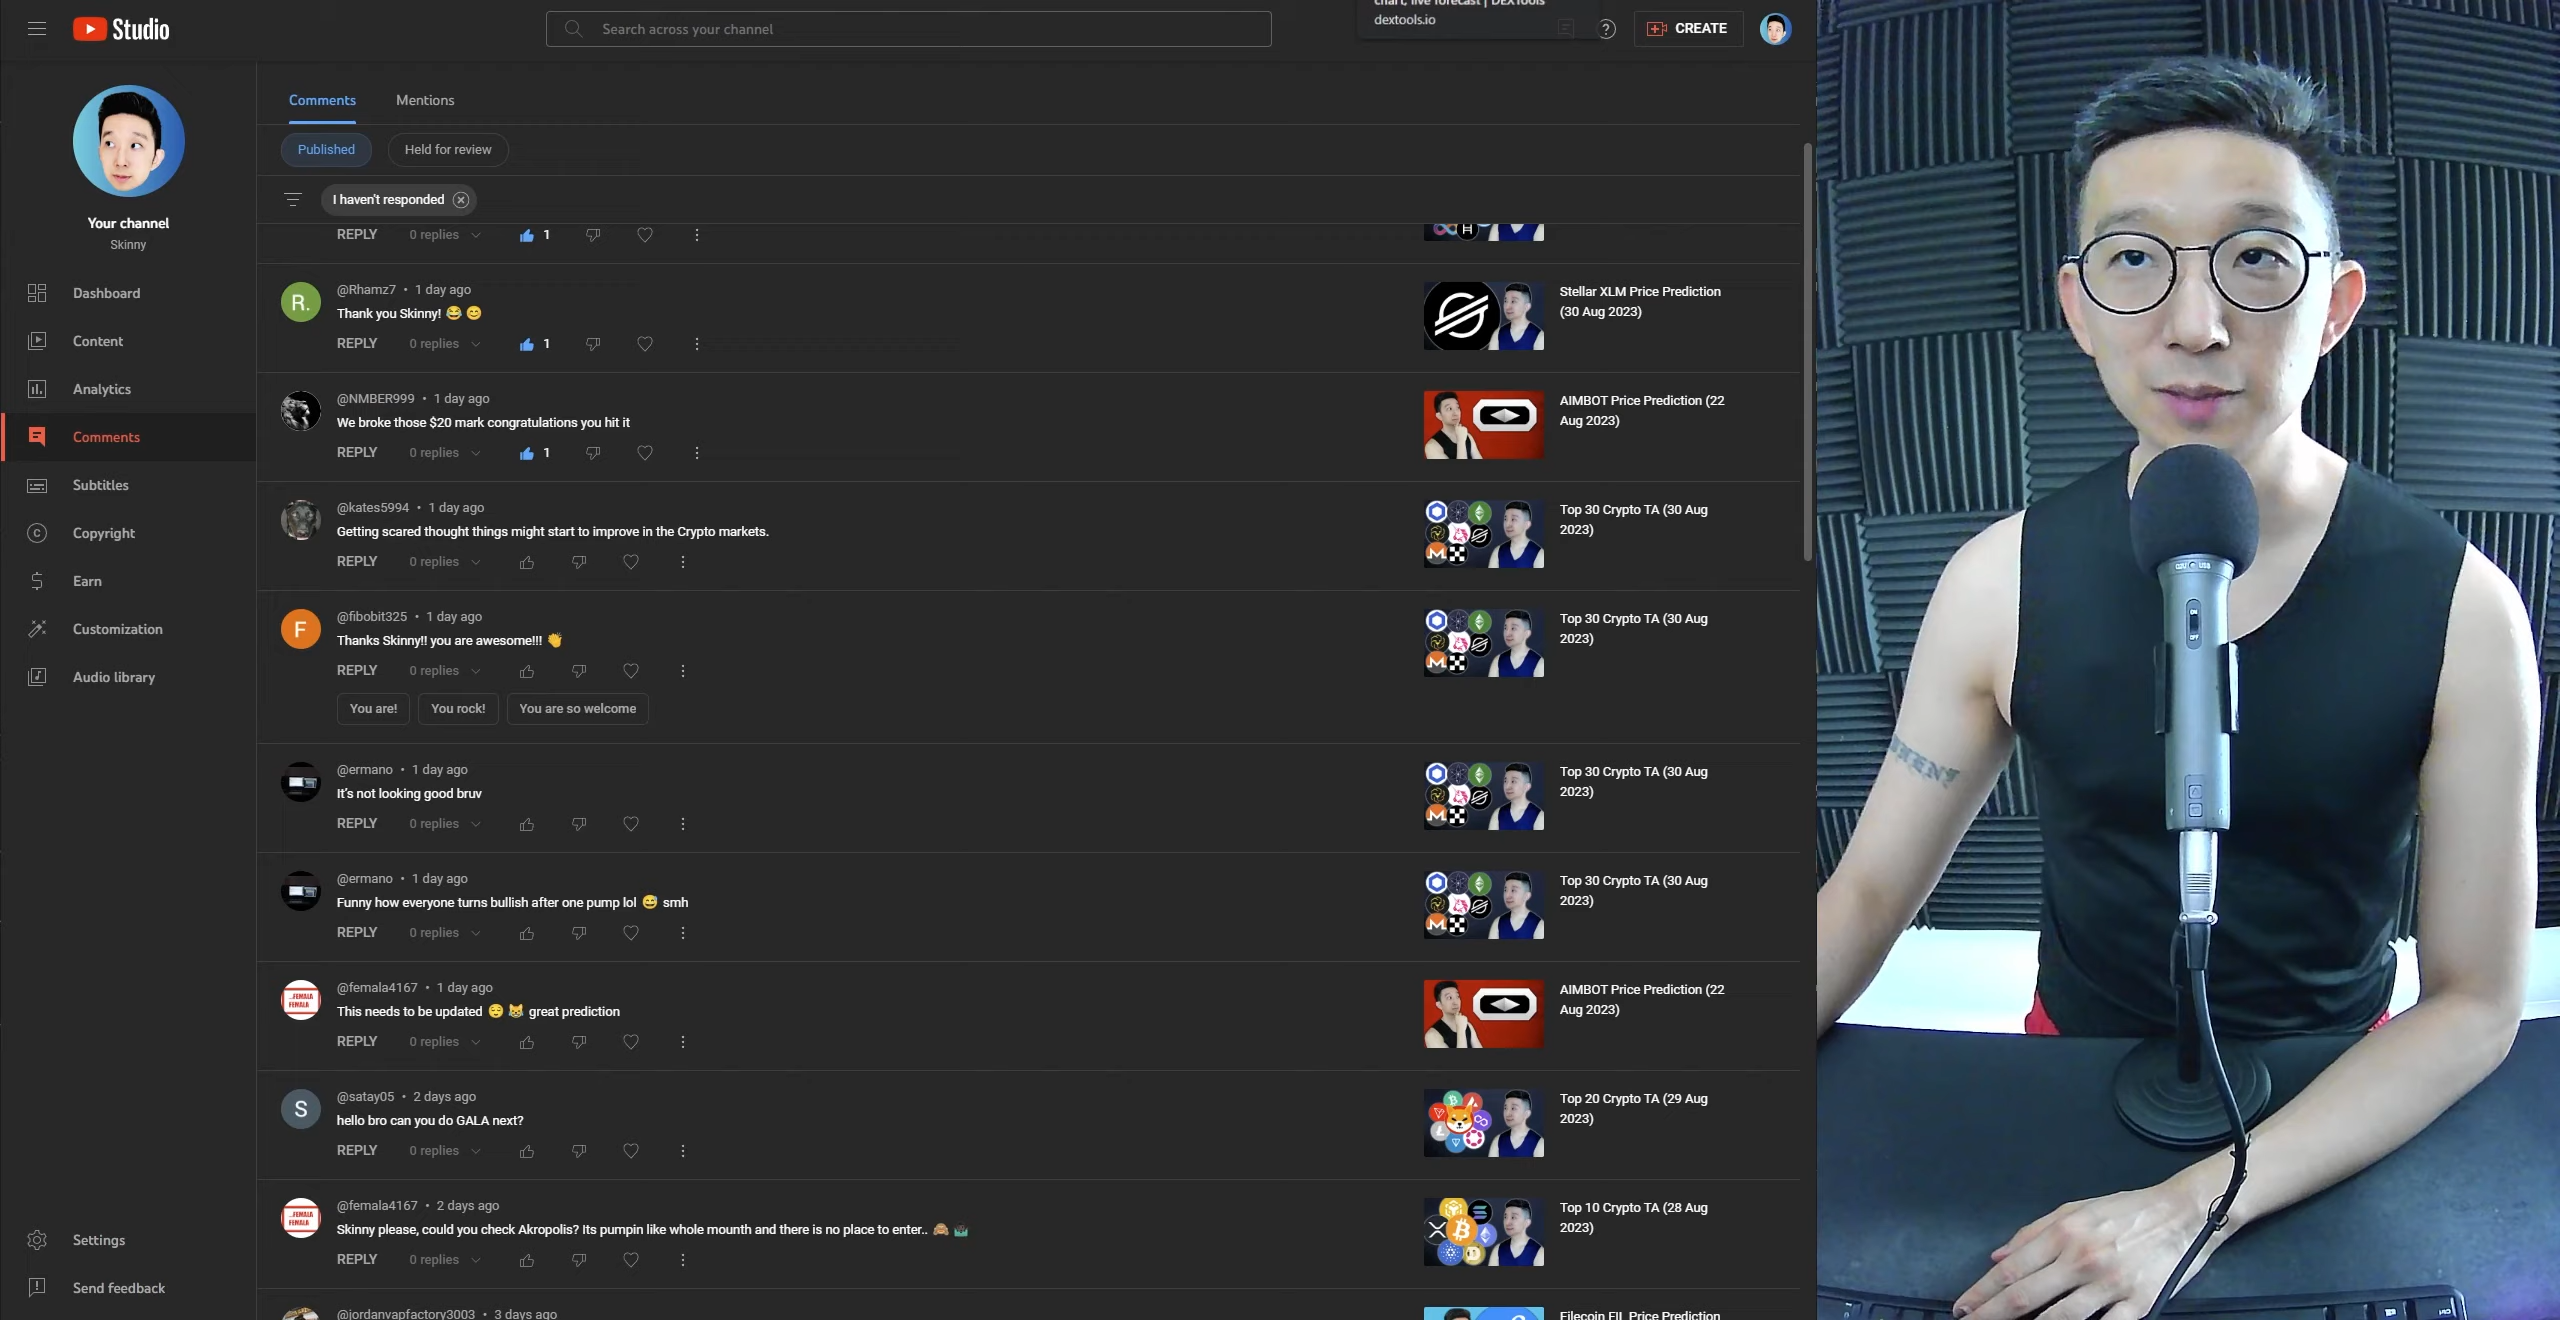 Studio
Search across your channel
chart, live forecast | DEXTools
dextools.io
CREATE
Your channel
Skinny
Dashboard
Content
Analytics
Comments
Subtitles
Copyright
Earn
Customization
Audio library
Settings
Send feedback
Comments
Mentions
Published
Held for review
I haven't responded
REPLY 0 replies 1
@Rhamz7 • 1 day ago
Thank you Skinny! 😂 😊
REPLY 0 replies 1
Stellar XLM Price Prediction
(30 Aug 2023)
@NMBER999 • 1 day ago
We broke those $20 mark congratulations you hit it
REPLY 0 replies 1
AIMBOT Price Prediction (22
Aug 2023)
@kates5994 • 1 day ago
Getting scared thought things might start to improve in the Crypto markets.
REPLY 0 replies
Top 30 Crypto TA (30 Aug
2023)
@fibobit325 • 1 day ago
Thanks Skinny!! you are awesome!!! 👏
REPLY 0 replies
You are! You rock! You are so welcome
Top 30 Crypto TA (30 Aug
2023)
@ermano • 1 day ago
It's not looking good bruv
REPLY 0 replies
Top 30 Crypto TA (30 Aug
2023)
@ermano • 1 day ago
Funny how everyone turns bullish after one pump lol 😅 smh
REPLY 0 replies
Top 30 Crypto TA (30 Aug
2023)
@femala4167 • 1 day ago
This needs to be updated 😌 😸 great prediction
REPLY 0 replies
AIMBOT Price Prediction (22
Aug 2023)
@satay05 • 2 days ago
hello bro can you do GALA next?
REPLY 0 replies
Top 20 Crypto TA (29 Aug
2023)
@femala4167 • 2 days ago
Skinny please, could you check Akropolis? Its pumpin like whole mounth and there is no place to enter..
REPLY 0 replies
Top 10 Crypto TA (28 Aug
2023)
@jordanvapfactory3003 • 3 days ago
Filecoin FIL Price Prediction
R.
F
S
FEMALA
FEMALA
ON
OFF